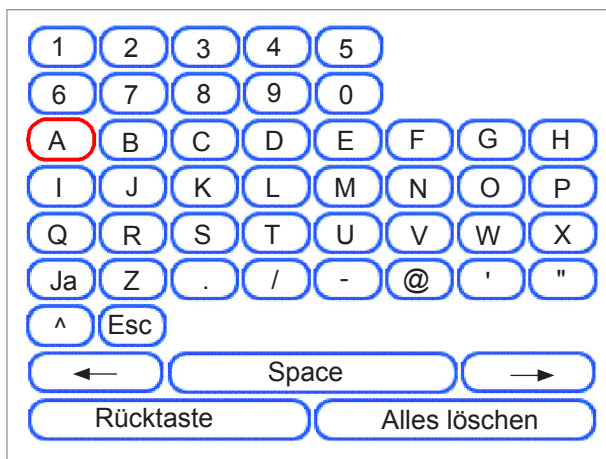 1 2 3 4 5
6 7 8 9 0
A B C D E F G H
I J K L M N O P
Q R S T U V W X
Ja Z . / - @ ' "
^ Esc
← Space →
Rücktaste Alles löschen